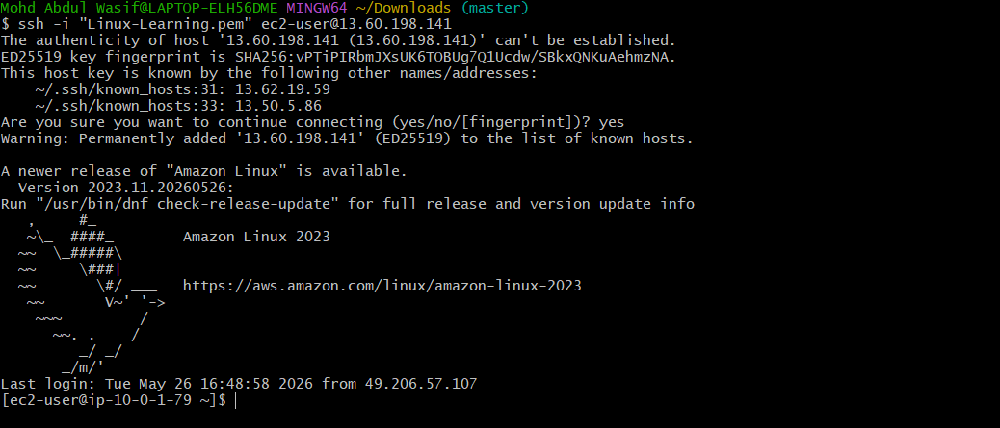 Mohd Abdul Wasif@LAPTOP-ELH56DME MINGW64 ~/Downloads (master)
$ ssh -i "Linux-Learning.pem" ec2-user@13.60.198.141
The authenticity of host '13.60.198.141 (13.60.198.141)' can't be established.
ED25519 key fingerprint is SHA256:vPTiPIRbmJXsUK6TOBUg7Q1Ucdw/SBkxQNKuAehmzNA.
This host key is known by the following other names/addresses:
    ~/.ssh/known_hosts:31: 13.62.19.59
    ~/.ssh/known_hosts:33: 13.50.5.86
Are you sure you want to continue connecting (yes/no/[fingerprint])? yes
Warning: Permanently added '13.60.198.141' (ED25519) to the list of known hosts.

A newer release of "Amazon Linux" is available.
  Version 2023.11.20260526:
Run "/usr/bin/dnf check-release-update" for full release and version update info
   ,     #_
   ~\_  ####_        Amazon Linux 2023
  ~~  \_#####\
  ~~     \###|
  ~~       \#/ ___   https://aws.amazon.com/linux/amazon-linux-2023
   ~~       V~' '->
    ~~~         /
      ~~._.   _/
         _/ _/
       _/m/'
Last login: Tue May 26 16:48:58 2026 from 49.206.57.107
[ec2-user@ip-10-0-1-79 ~]$